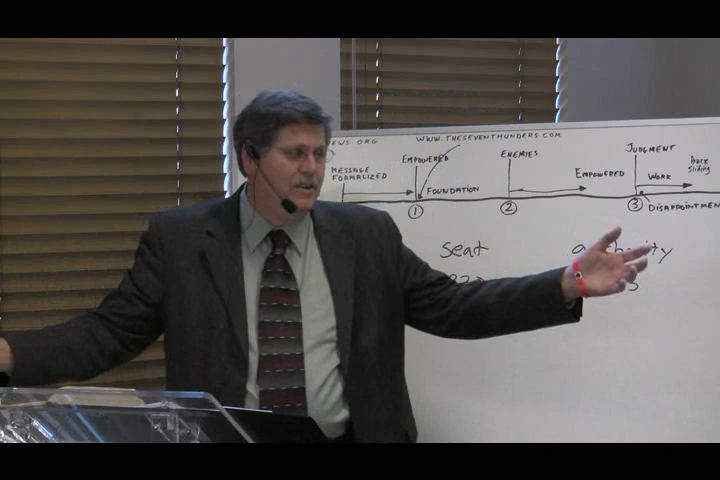 EWS.ORG WWW.THESEVENTHUNDERS.COM
MESSAGE FORMALIZED
EMPOWERED
FOUNDATION
1
ENEMIES
EMPOWERED
2
JUDGMENT
WORK
BACK SLIDING
3
DISAPPOINTMEN
Seat